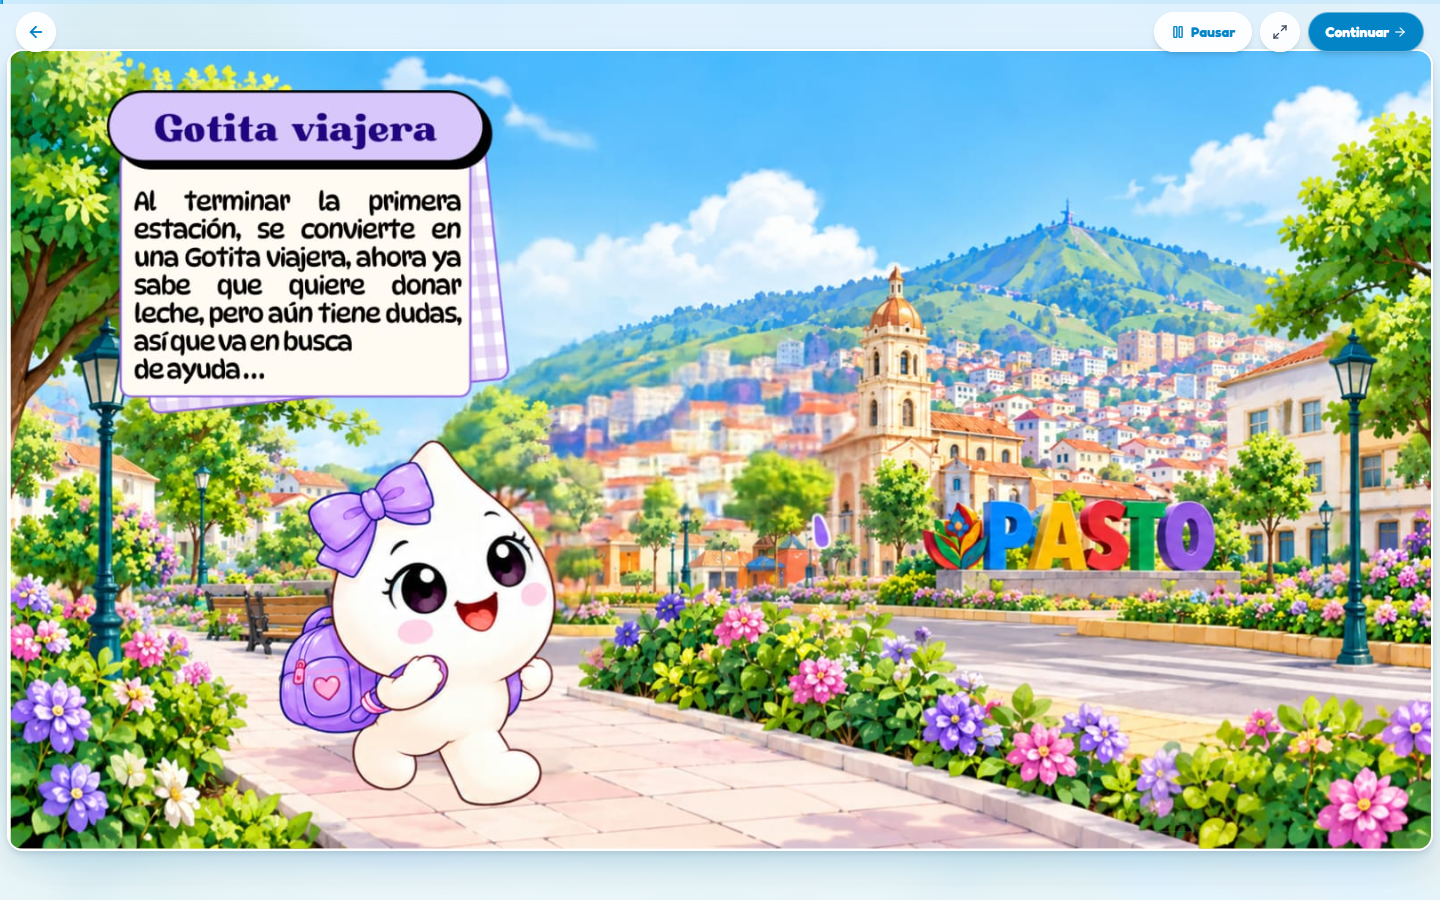 Pausar
Continuar
Gotita viajera
Al terminar la primera
estación, se convierte en
una Gotita viajera, ahora ya
sabe que quiere donar
leche, pero aún tiene dudas,
así que va en busca
de ayuda...
PASTO